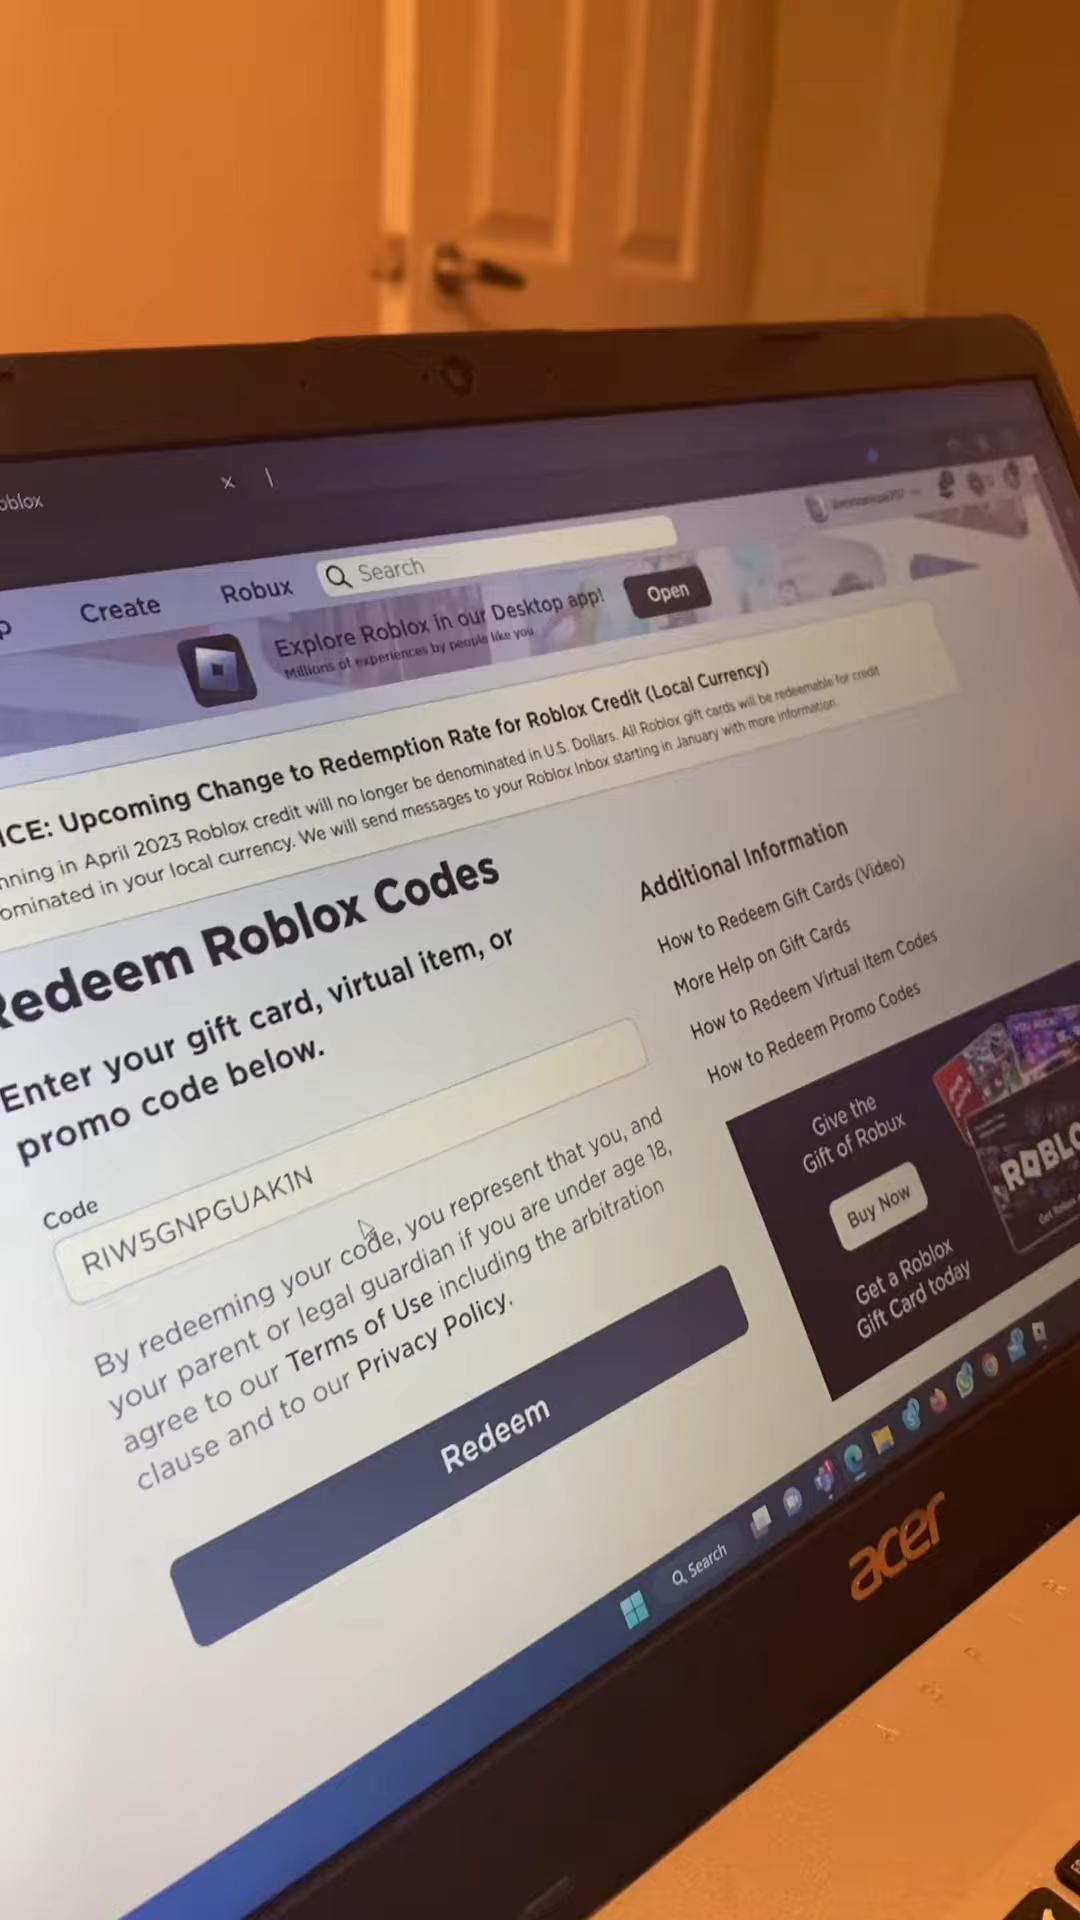 oblox
Create
Robux
Search
Explore Roblox in our Desktop app!
Millions of experiences by people like you
Open
ICE: Upcoming Change to Redemption Rate for Roblox Credit (Local Currency)
nning in April 2023 Roblox credit will no longer be denominated in U.S. Dollars. All Roblox gift cards will be redeemable for credit
ominated in your local currency. We will send messages to your Roblox Inbox starting in January with more information.
Redeem Roblox Codes
Enter your gift card, virtual item, or
promo code below.
Code
RIW5GNPGUAK1N
By redeeming your code, you represent that you, and
your parent or legal guardian if you are under age 18,
agree to our Terms of Use including the arbitration
clause and to our Privacy Policy.
Redeem
Additional Information
How to Redeem Gift Cards (Video)
More Help on Gift Cards
How to Redeem Virtual Item Codes
How to Redeem Promo Codes
Give the
Gift of Robux
Buy Now
Get a Roblox
Gift Card today
ROBLO
Search
acer